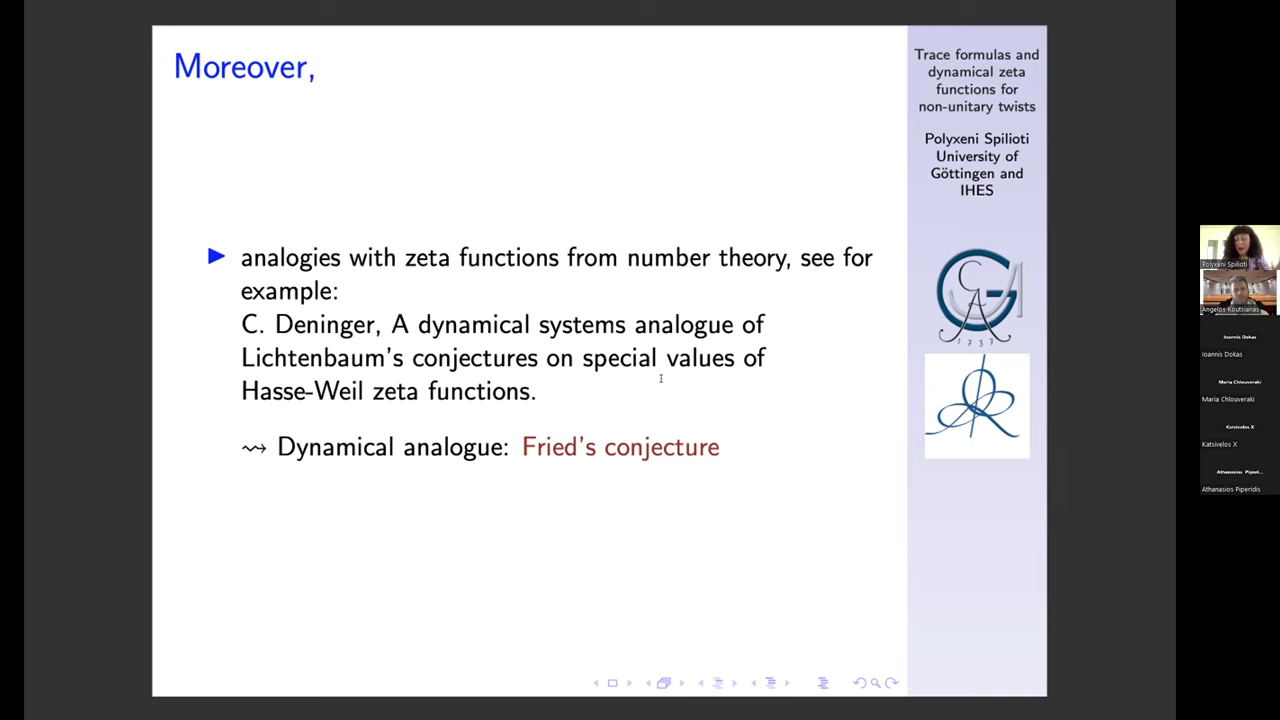 Moreover,
analogies with zeta functions from number theory, see for
example:
C. Deninger, A dynamical systems analogue of
Lichtenbaum's conjectures on special values of
Hasse-Weil zeta functions.
⇝ Dynamical analogue: Fried's conjecture
Trace formulas and
dynamical zeta
functions for
non-unitary twists
Polyxeni Spilioti
University of
Göttingen and
IHES
1737
Polyxeni Spilioti
Angelos Koutsianas
Ioannis Dokas
Ioannis Dokas
Maria Chlouveraki
Maria Chlouveraki
Katsivelos X
Katsivelos X
Athanasios Piperi...
Athanasios Piperidis